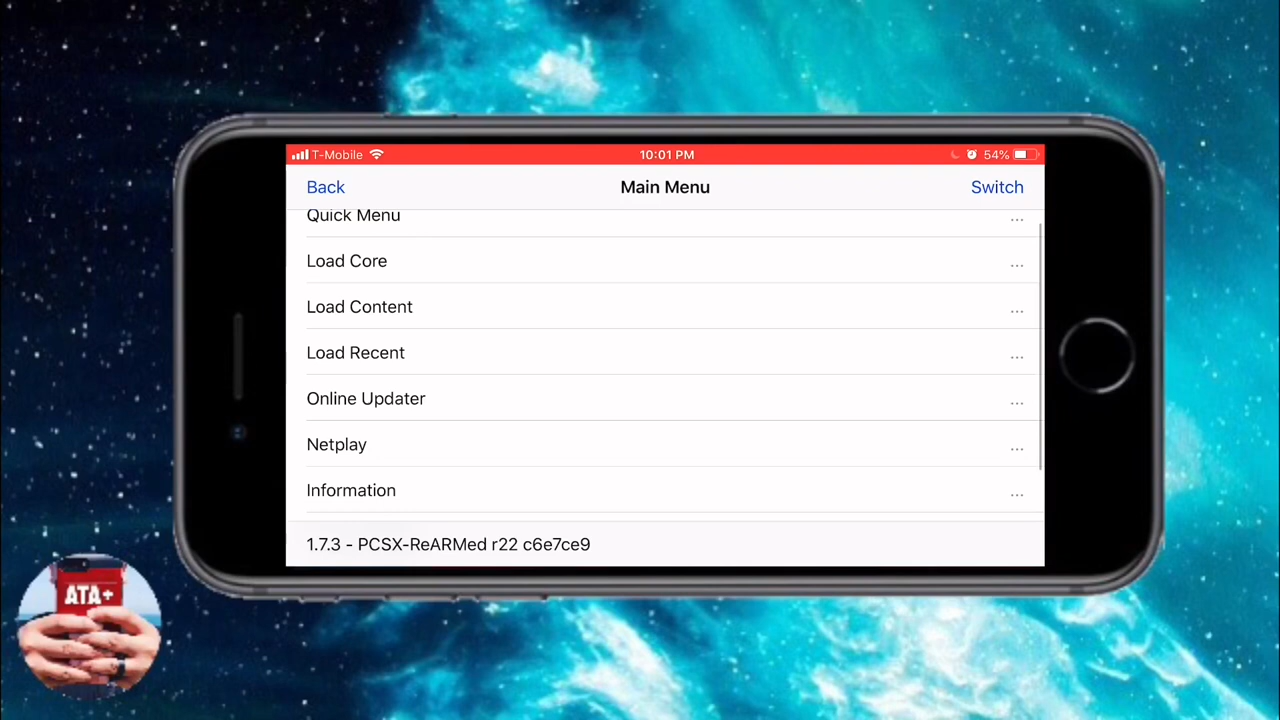 T-Mobile 10:01 PM 54%
Back Main Menu Switch
Quick Menu ...
Load Core ...
Load Content ...
Load Recent ...
Online Updater ...
Netplay ...
Information ...
1.7.3 - PCSX-ReARMed r22 c6e7ce9
ATA+